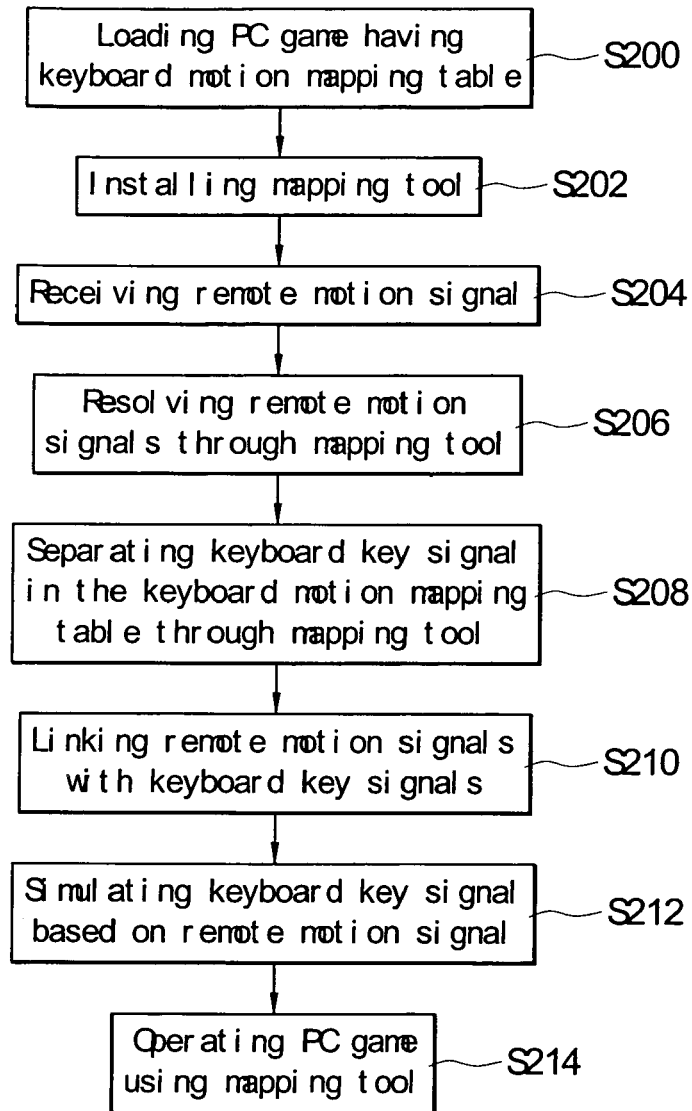 Loading PC game having
keyboard motion mapping table
S200
Installing mapping tool
S202
Receiving remote motion signal
S204
Resolving remote motion
signals through mapping tool
S206
Separating keyboard key signal
in the keyboard motion mapping
table through mapping tool
S208
Linking remote motion signals
with keyboard key signals
S210
Simulating keyboard key signal
based on remote motion signal
S212
Operating PC game
using mapping tool
S214